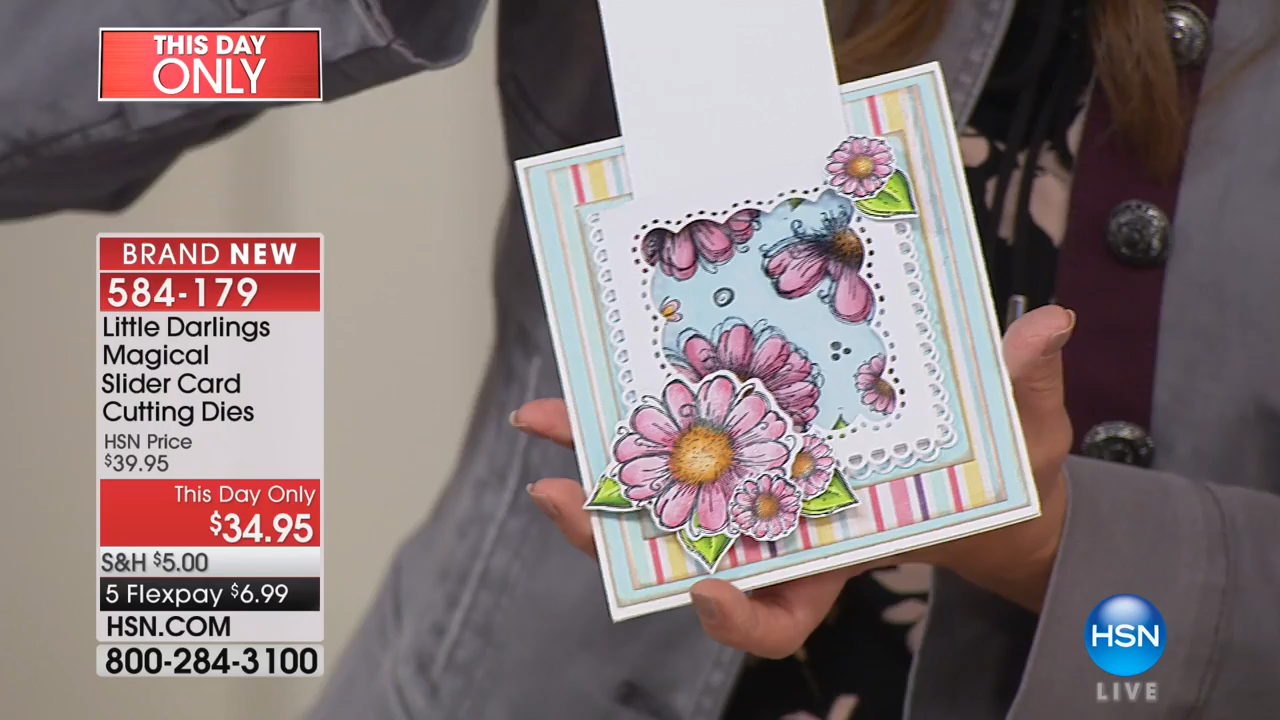 THIS DAY
ONLY
BRAND NEW
584-179
Little Darlings
Magical
Slider Card
Cutting Dies
HSN Price
$39.95
This Day Only
$34.95
S&H $5.00
5 Flexpay $6.99
HSN.COM
800-284-3100
HSN
LIVE